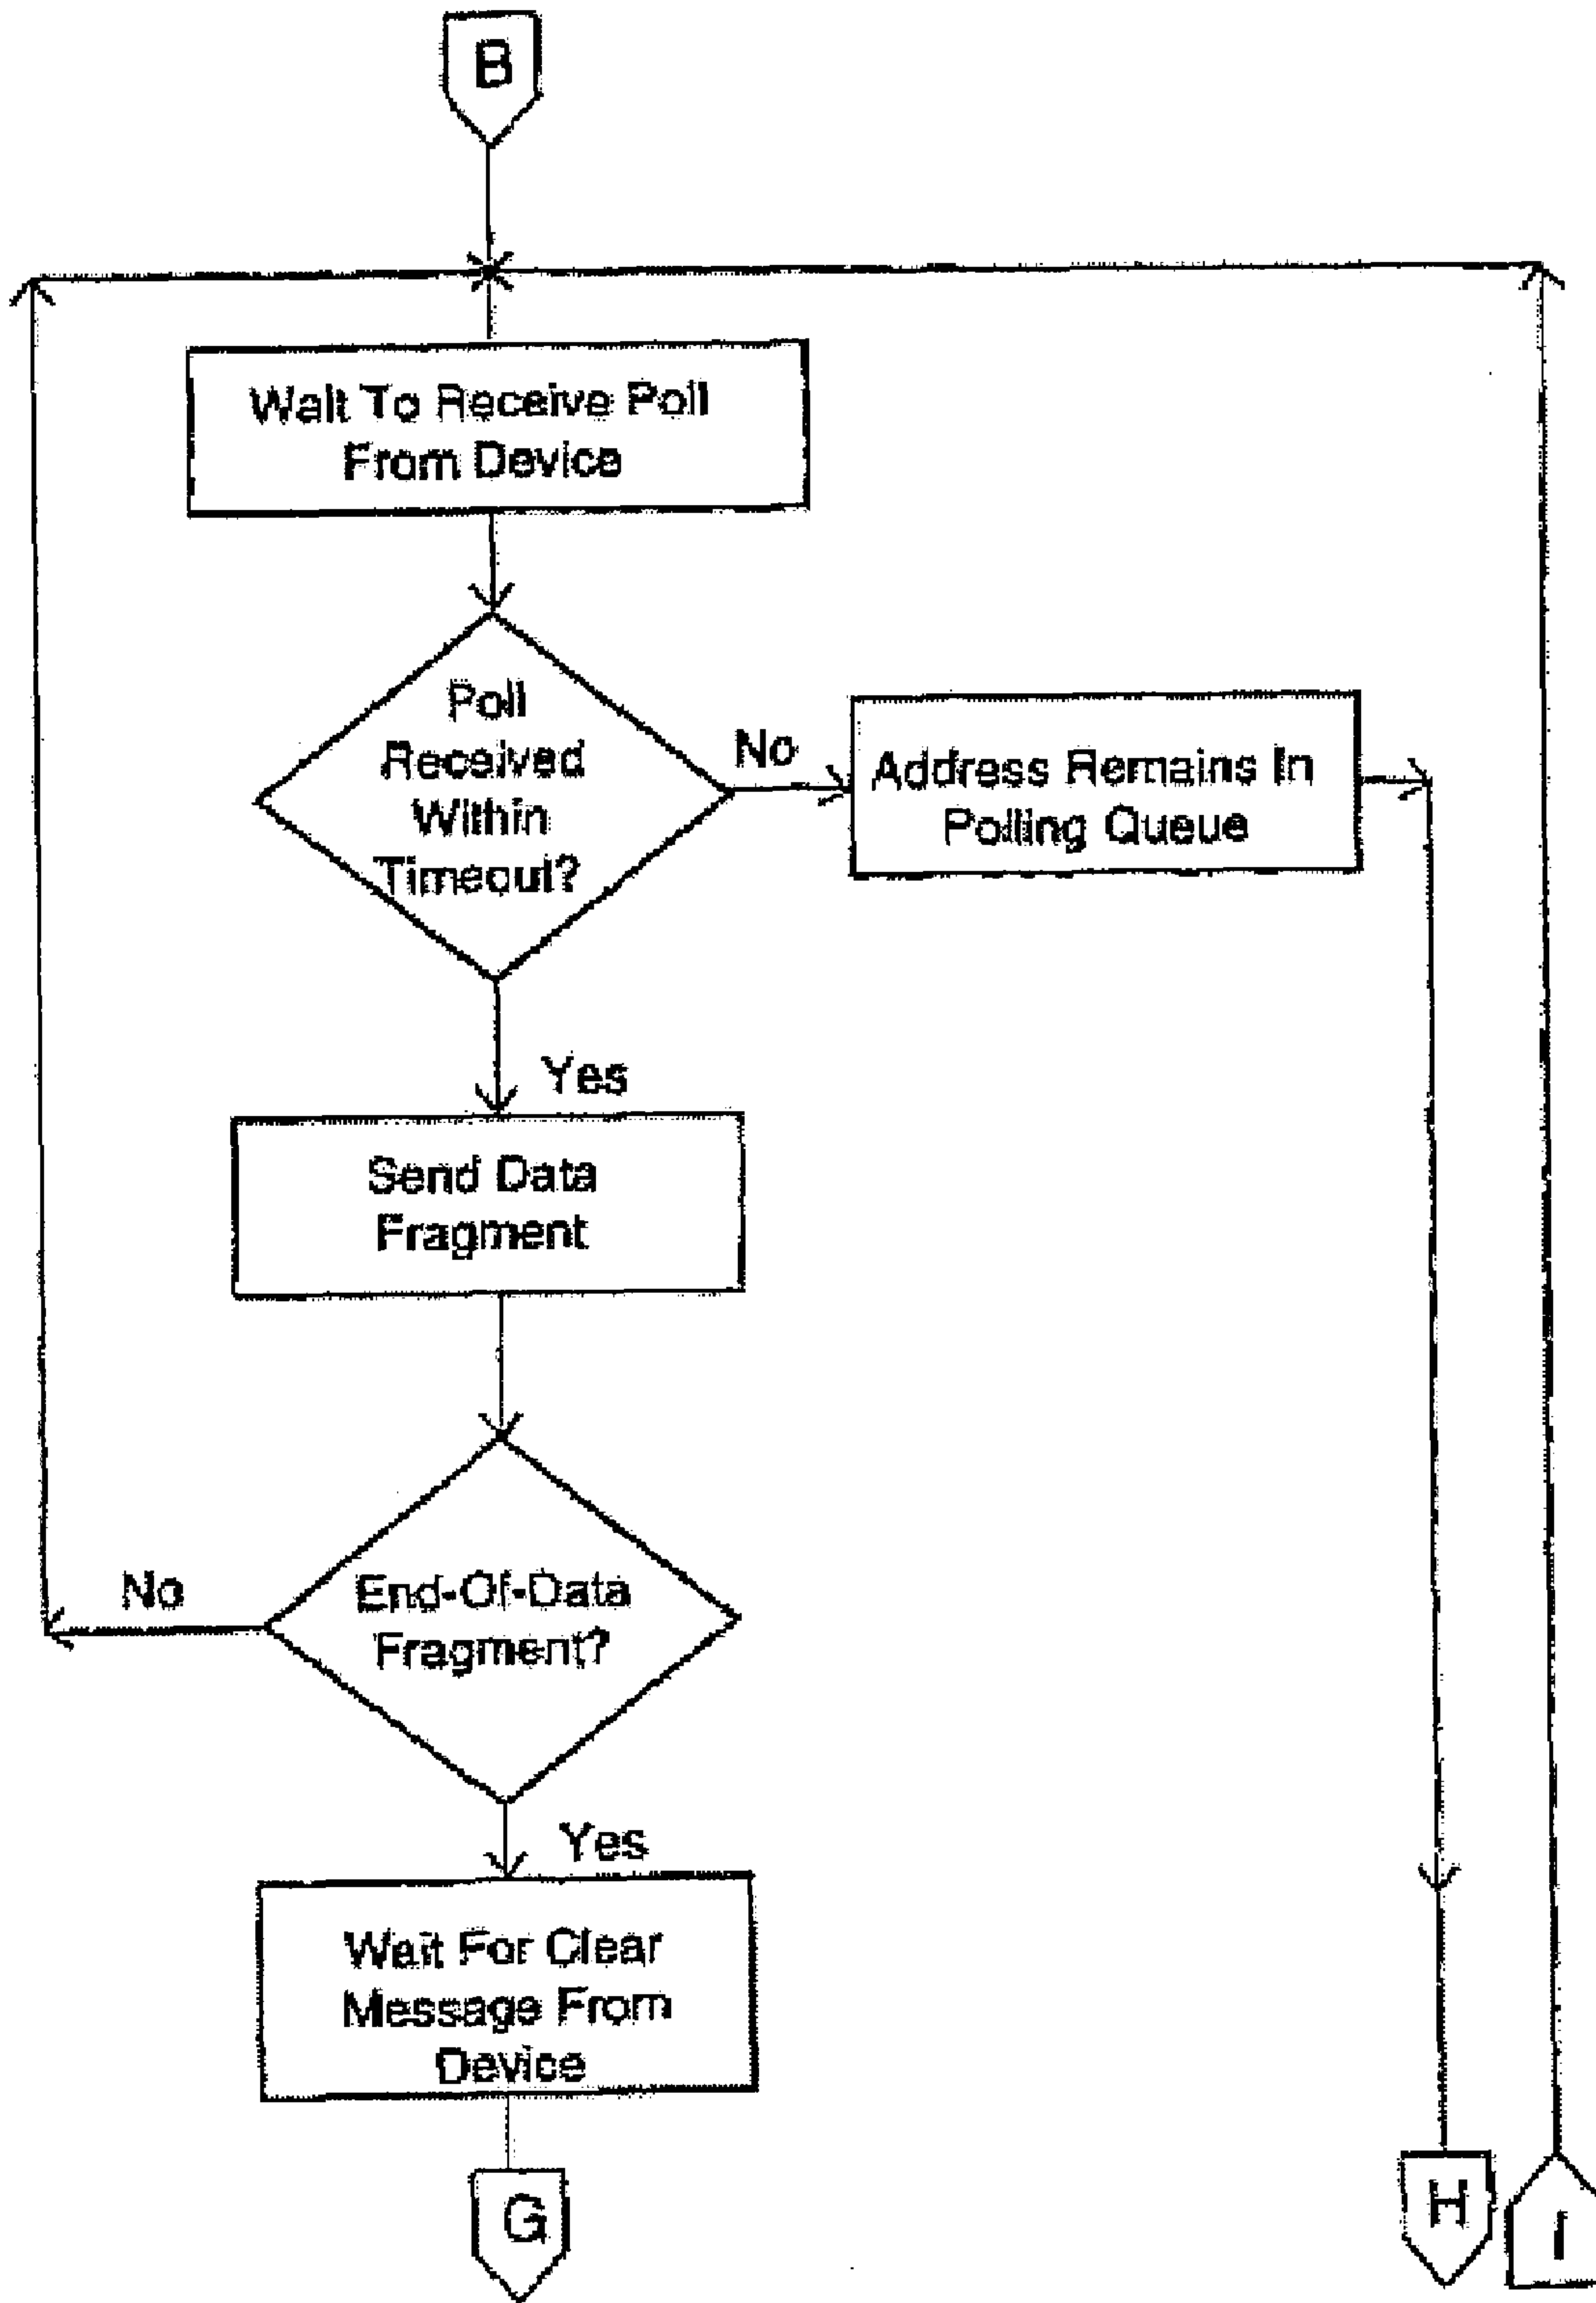 B
Wait To Receive Poll
From Device
Poll
Received
Within
Timeout?
No
Address Remains In
Polling Queue
Yes
Send Data
Fragment
No
End-Of-Data
Fragment?
Yes
Wait For Clear
Message From
Device
G
H
I